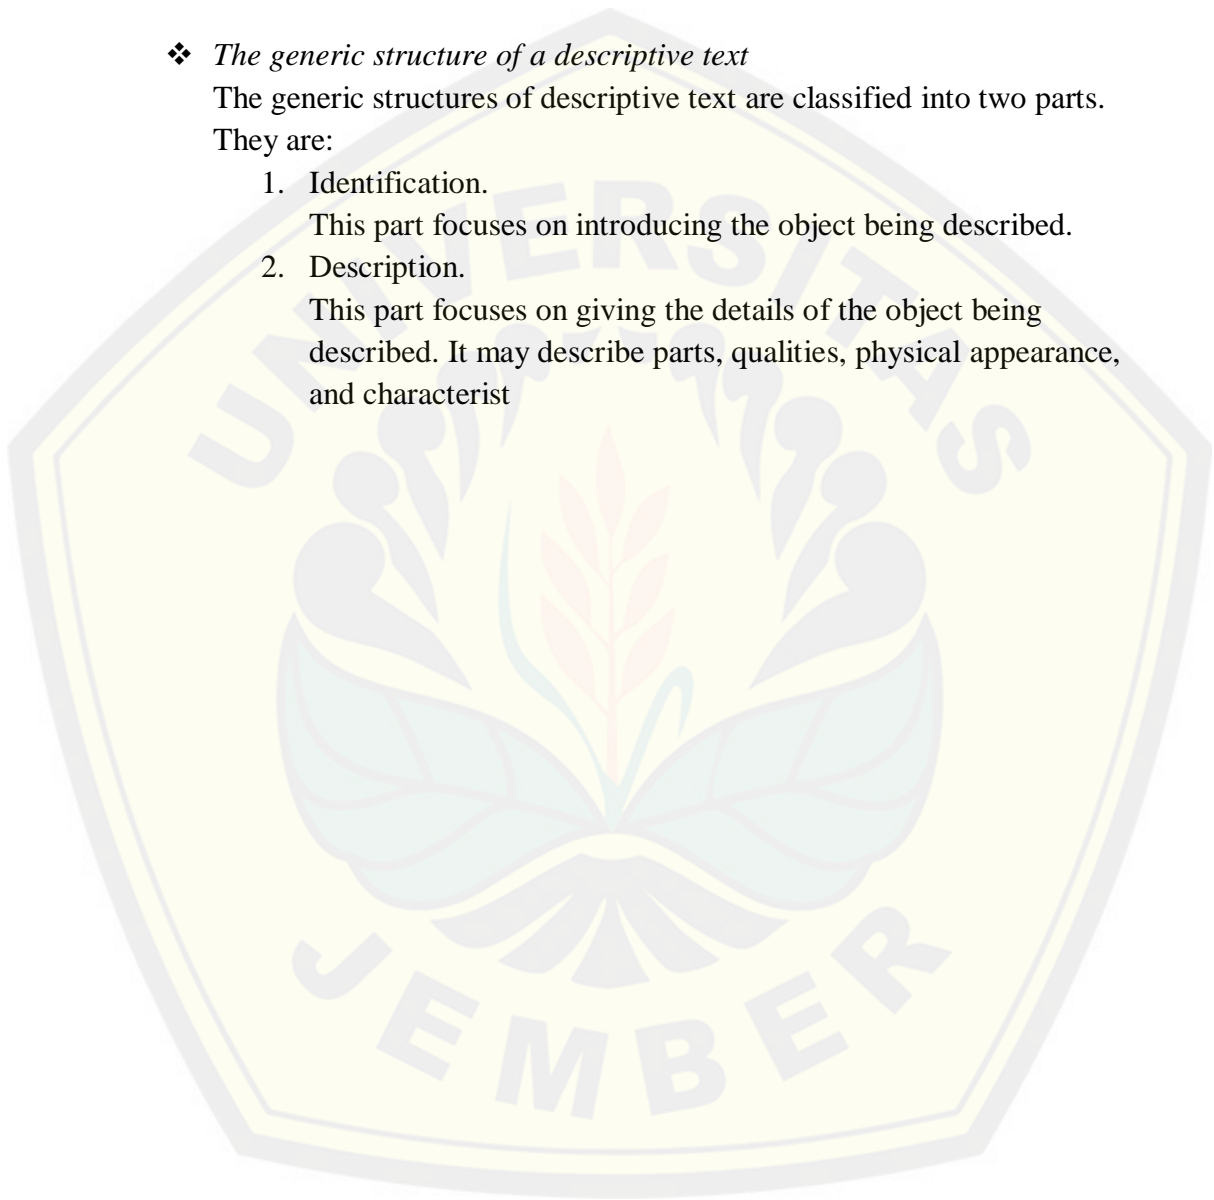 ❖ The generic structure of a descriptive text
The generic structures of descriptive text are classified into two parts.
They are:
1. Identification.
This part focuses on introducing the object being described.
2. Description.
This part focuses on giving the details of the object being
described. It may describe parts, qualities, physical appearance,
and characterist
UNIVERSITAS
JEMBER